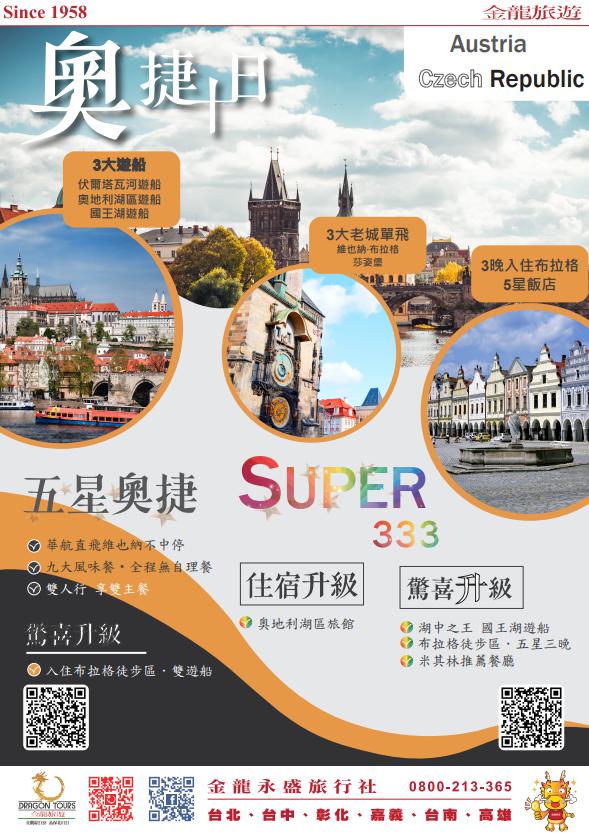 Since 1958
金龍旅遊
奧捷十日
Austria
Czech Republic
3大遊船
伏爾塔瓦河遊船
奧地利湖區遊船
國王湖遊船
3大老城單飛
維也納·布拉格
莎姿堡
3晚入住布拉格
5星飯店
五星奧捷
SUPER
333
華航直飛維也納不中停
九大風味餐·全程無自理餐
雙人行 享雙主餐
驚喜升級
入住布拉格徒步區·雙遊船
住宿升級
奧地利湖區旅館
驚喜升級
湖中之王 國王湖遊船
布拉格徒步區·五星三晚
米其林推薦餐廳
DRAGON TOURS
金龍旅遊
金龍永盛旅行社 0800-213-365
台北、台中、彰化、嘉義、台南、高雄